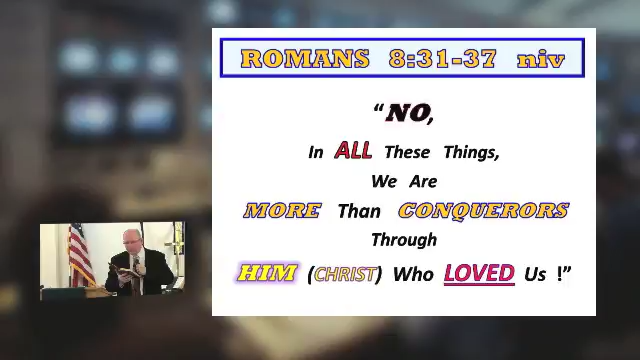 ROMANS 8:31-37 niv
“NO,
In ALL These Things,
We Are
MORE Than CONQUERORS
Through
HIM (CHRIST) Who LOVED Us !”